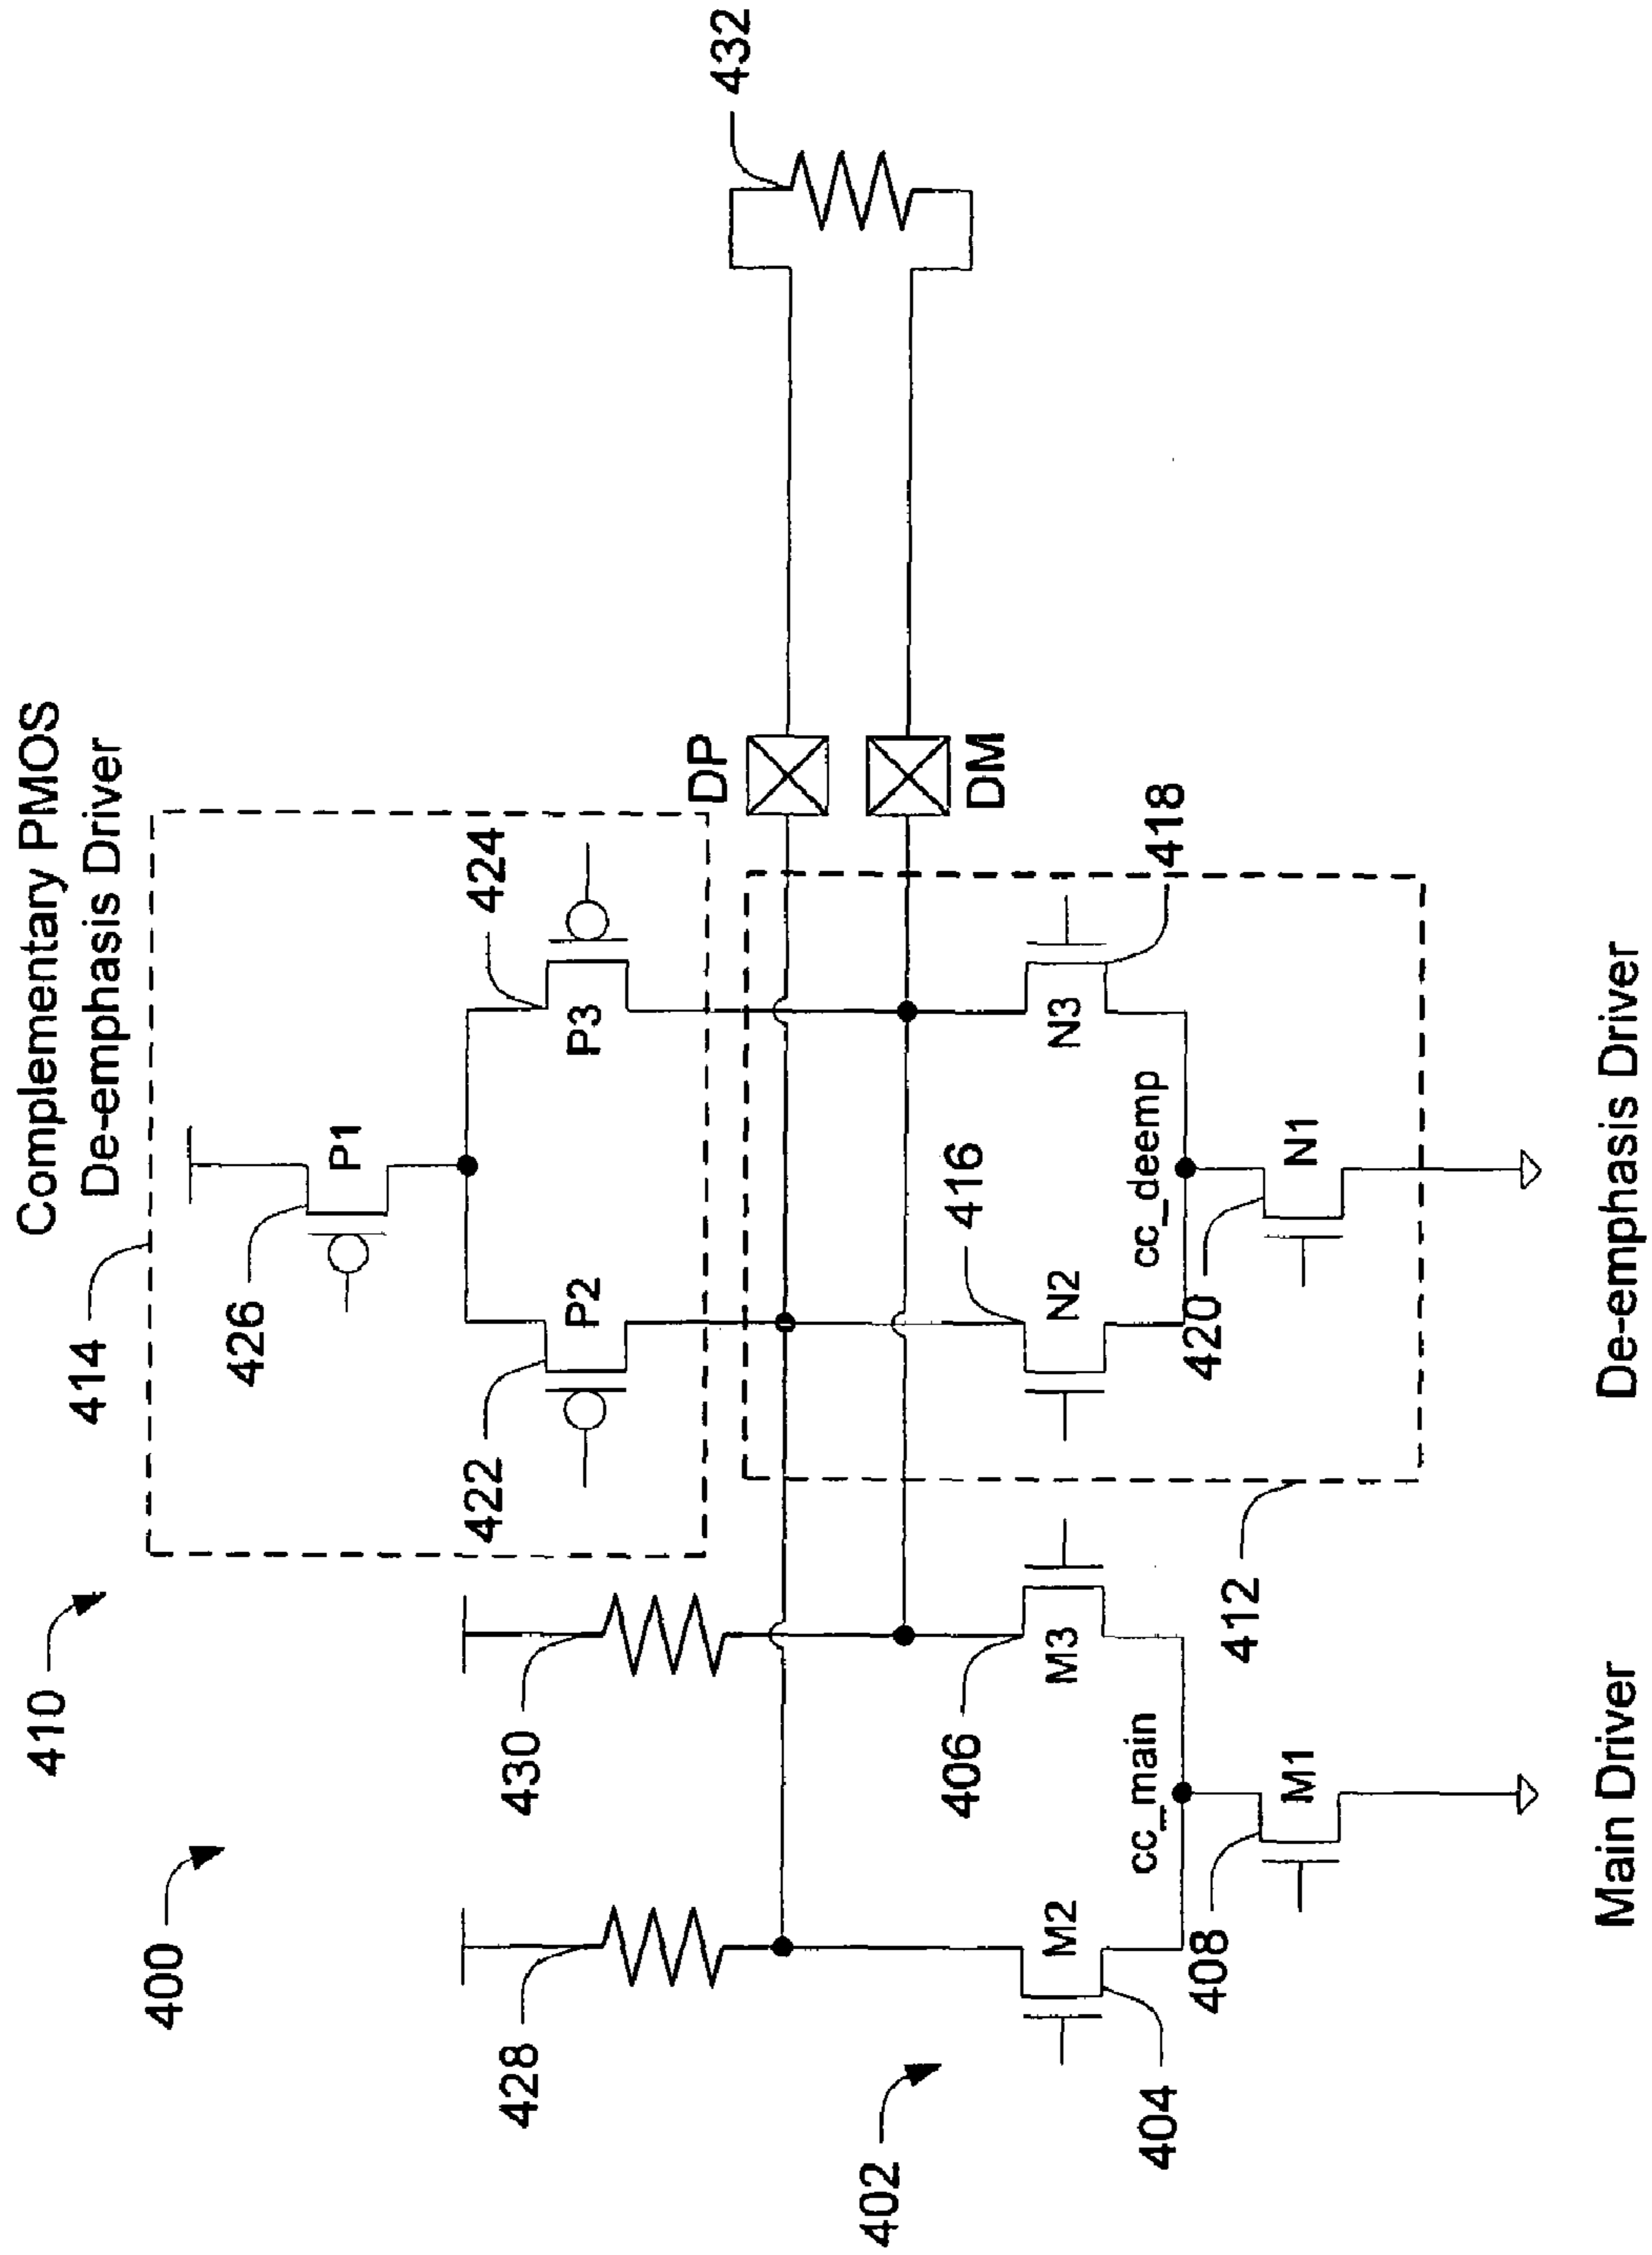 Complementary PMOS
De-emphasis Driver
410
414
400
426
P1
424
422
P2
P3
428
430
DP
432
DM
402
404
M2
406
M3
cc_main
408
M1
416
N2
N3
418
cc_deemp
420
N1
412
Main Driver
De-emphasis Driver